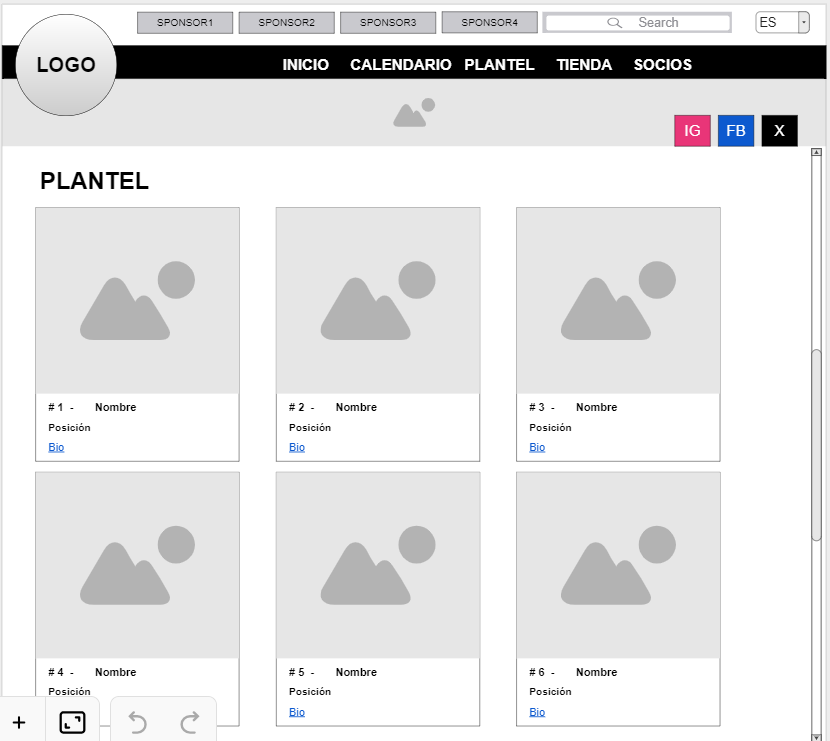 SPONSOR1 SPONSOR2 SPONSOR3 SPONSOR4 Search ES
LOGO INICIO CALENDARIO PLANTEL TIENDA SOCIOS
IG FB X
PLANTEL
# 1 - Nombre # 2 - Nombre # 3 - Nombre
Posición Posición Posición
Bio Bio Bio
# 4 - Nombre # 5 - Nombre # 6 - Nombre
Posición Posición Posición
Bio Bio